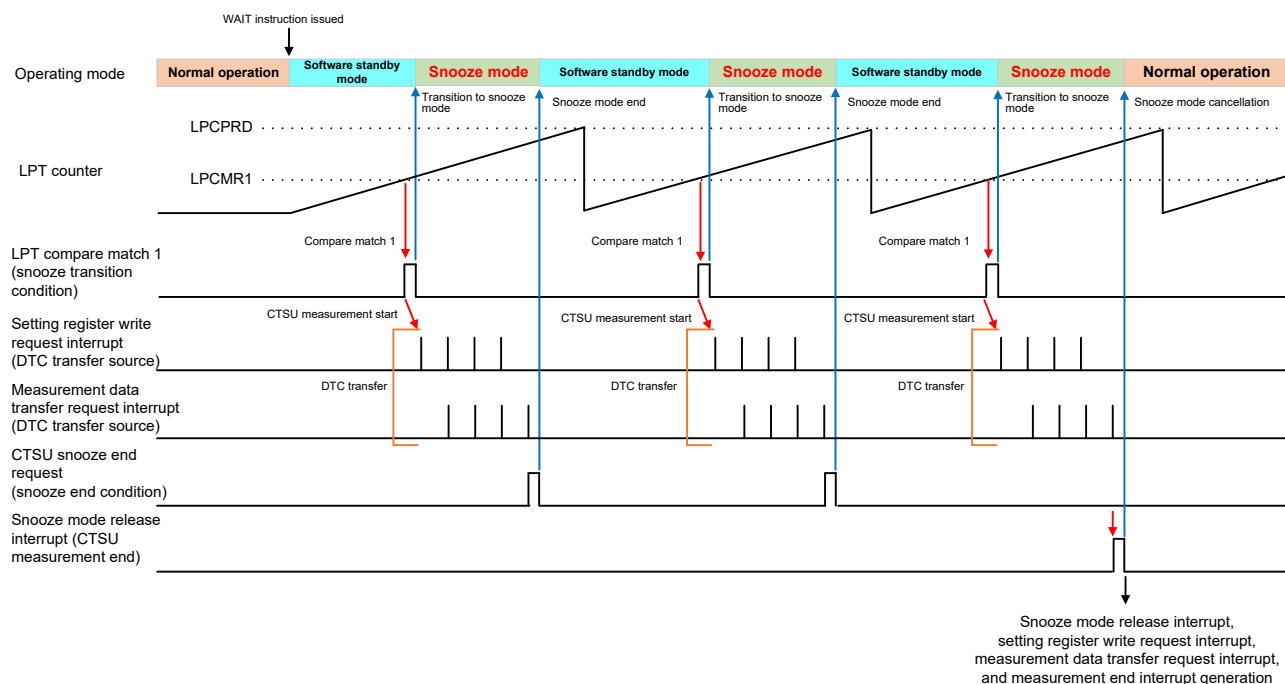 WAIT instruction issued
Operating mode
Normal operation
Software standby
mode
Snooze mode
Software standby mode
Snooze mode
Software standby mode
Snooze mode
Normal operation
Transition to snooze
mode
Snooze mode end
Transition to snooze
mode
Snooze mode end
Transition to snooze
mode
Snooze mode cancellation
LPCPRD
LPT counter
LPCMR1
Compare match 1
Compare match 1
Compare match 1
LPT compare match 1
(snooze transition
condition)
CTSU measurement start
CTSU measurement start
CTSU measurement start
Setting register write
request interrupt
(DTC transfer source)
DTC transfer
DTC transfer
DTC transfer
Measurement data
transfer request interrupt
(DTC transfer source)
CTSU snooze end
request
(snooze end condition)
Snooze mode release
interrupt (CTSU
measurement end)
Snooze mode release interrupt,
setting register write request interrupt,
measurement data transfer request interrupt,
and measurement end interrupt generation